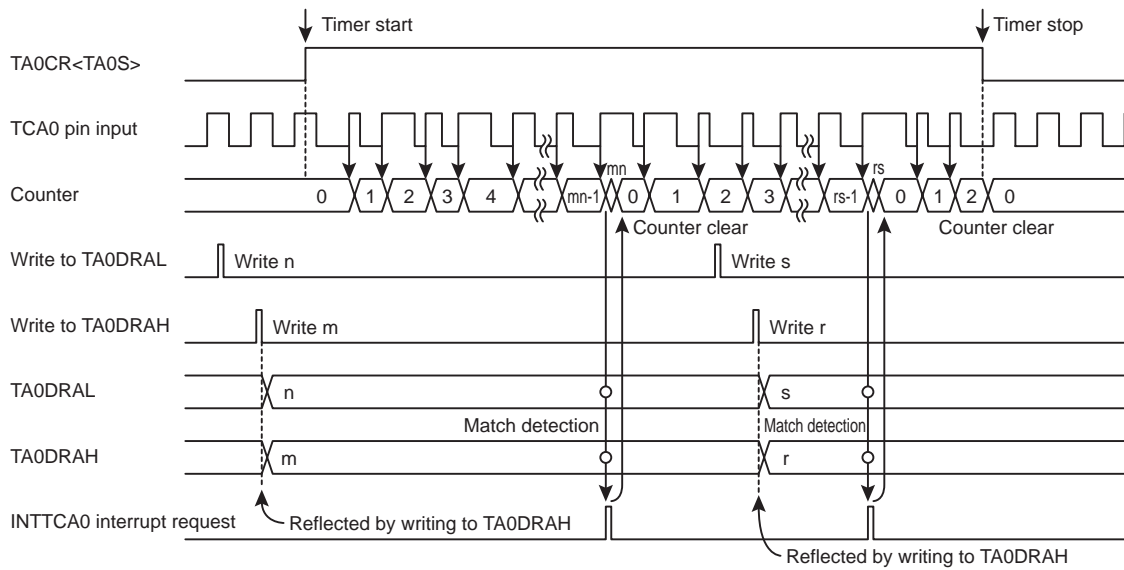 Timer start
Timer stop
TA0CR<TA0S>
TCA0 pin input
mn
rs
Counter
0 1 2 3 4 mn-1 0 1 2 3 rs-1 0 1 2 0
Counter clear
Counter clear
Write to TA0DRAL
Write n
Write s
Write to TA0DRAH
Write m
Write r
TA0DRAL
n
s
Match detection
Match detection
TA0DRAH
m
r
INTTCA0 interrupt request
Reflected by writing to TA0DRAH
Reflected by writing to TA0DRAH